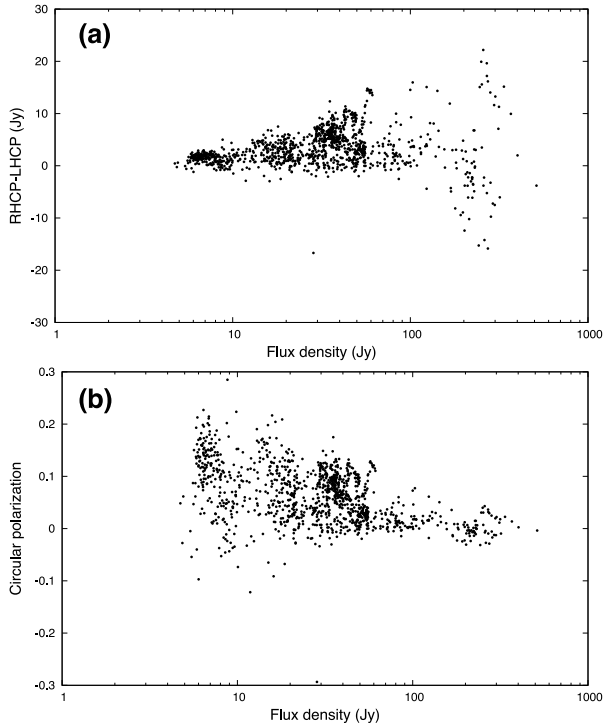 30
(a)
20
10
0
-10
-20
-30
RHCP-LHCP (Jy)
1 10 100 1000
Flux density (Jy)
0.3
(b)
0.2
0.1
0
-0.1
-0.2
-0.3
Circular polarization
1 10 100 1000
Flux density (Jy)